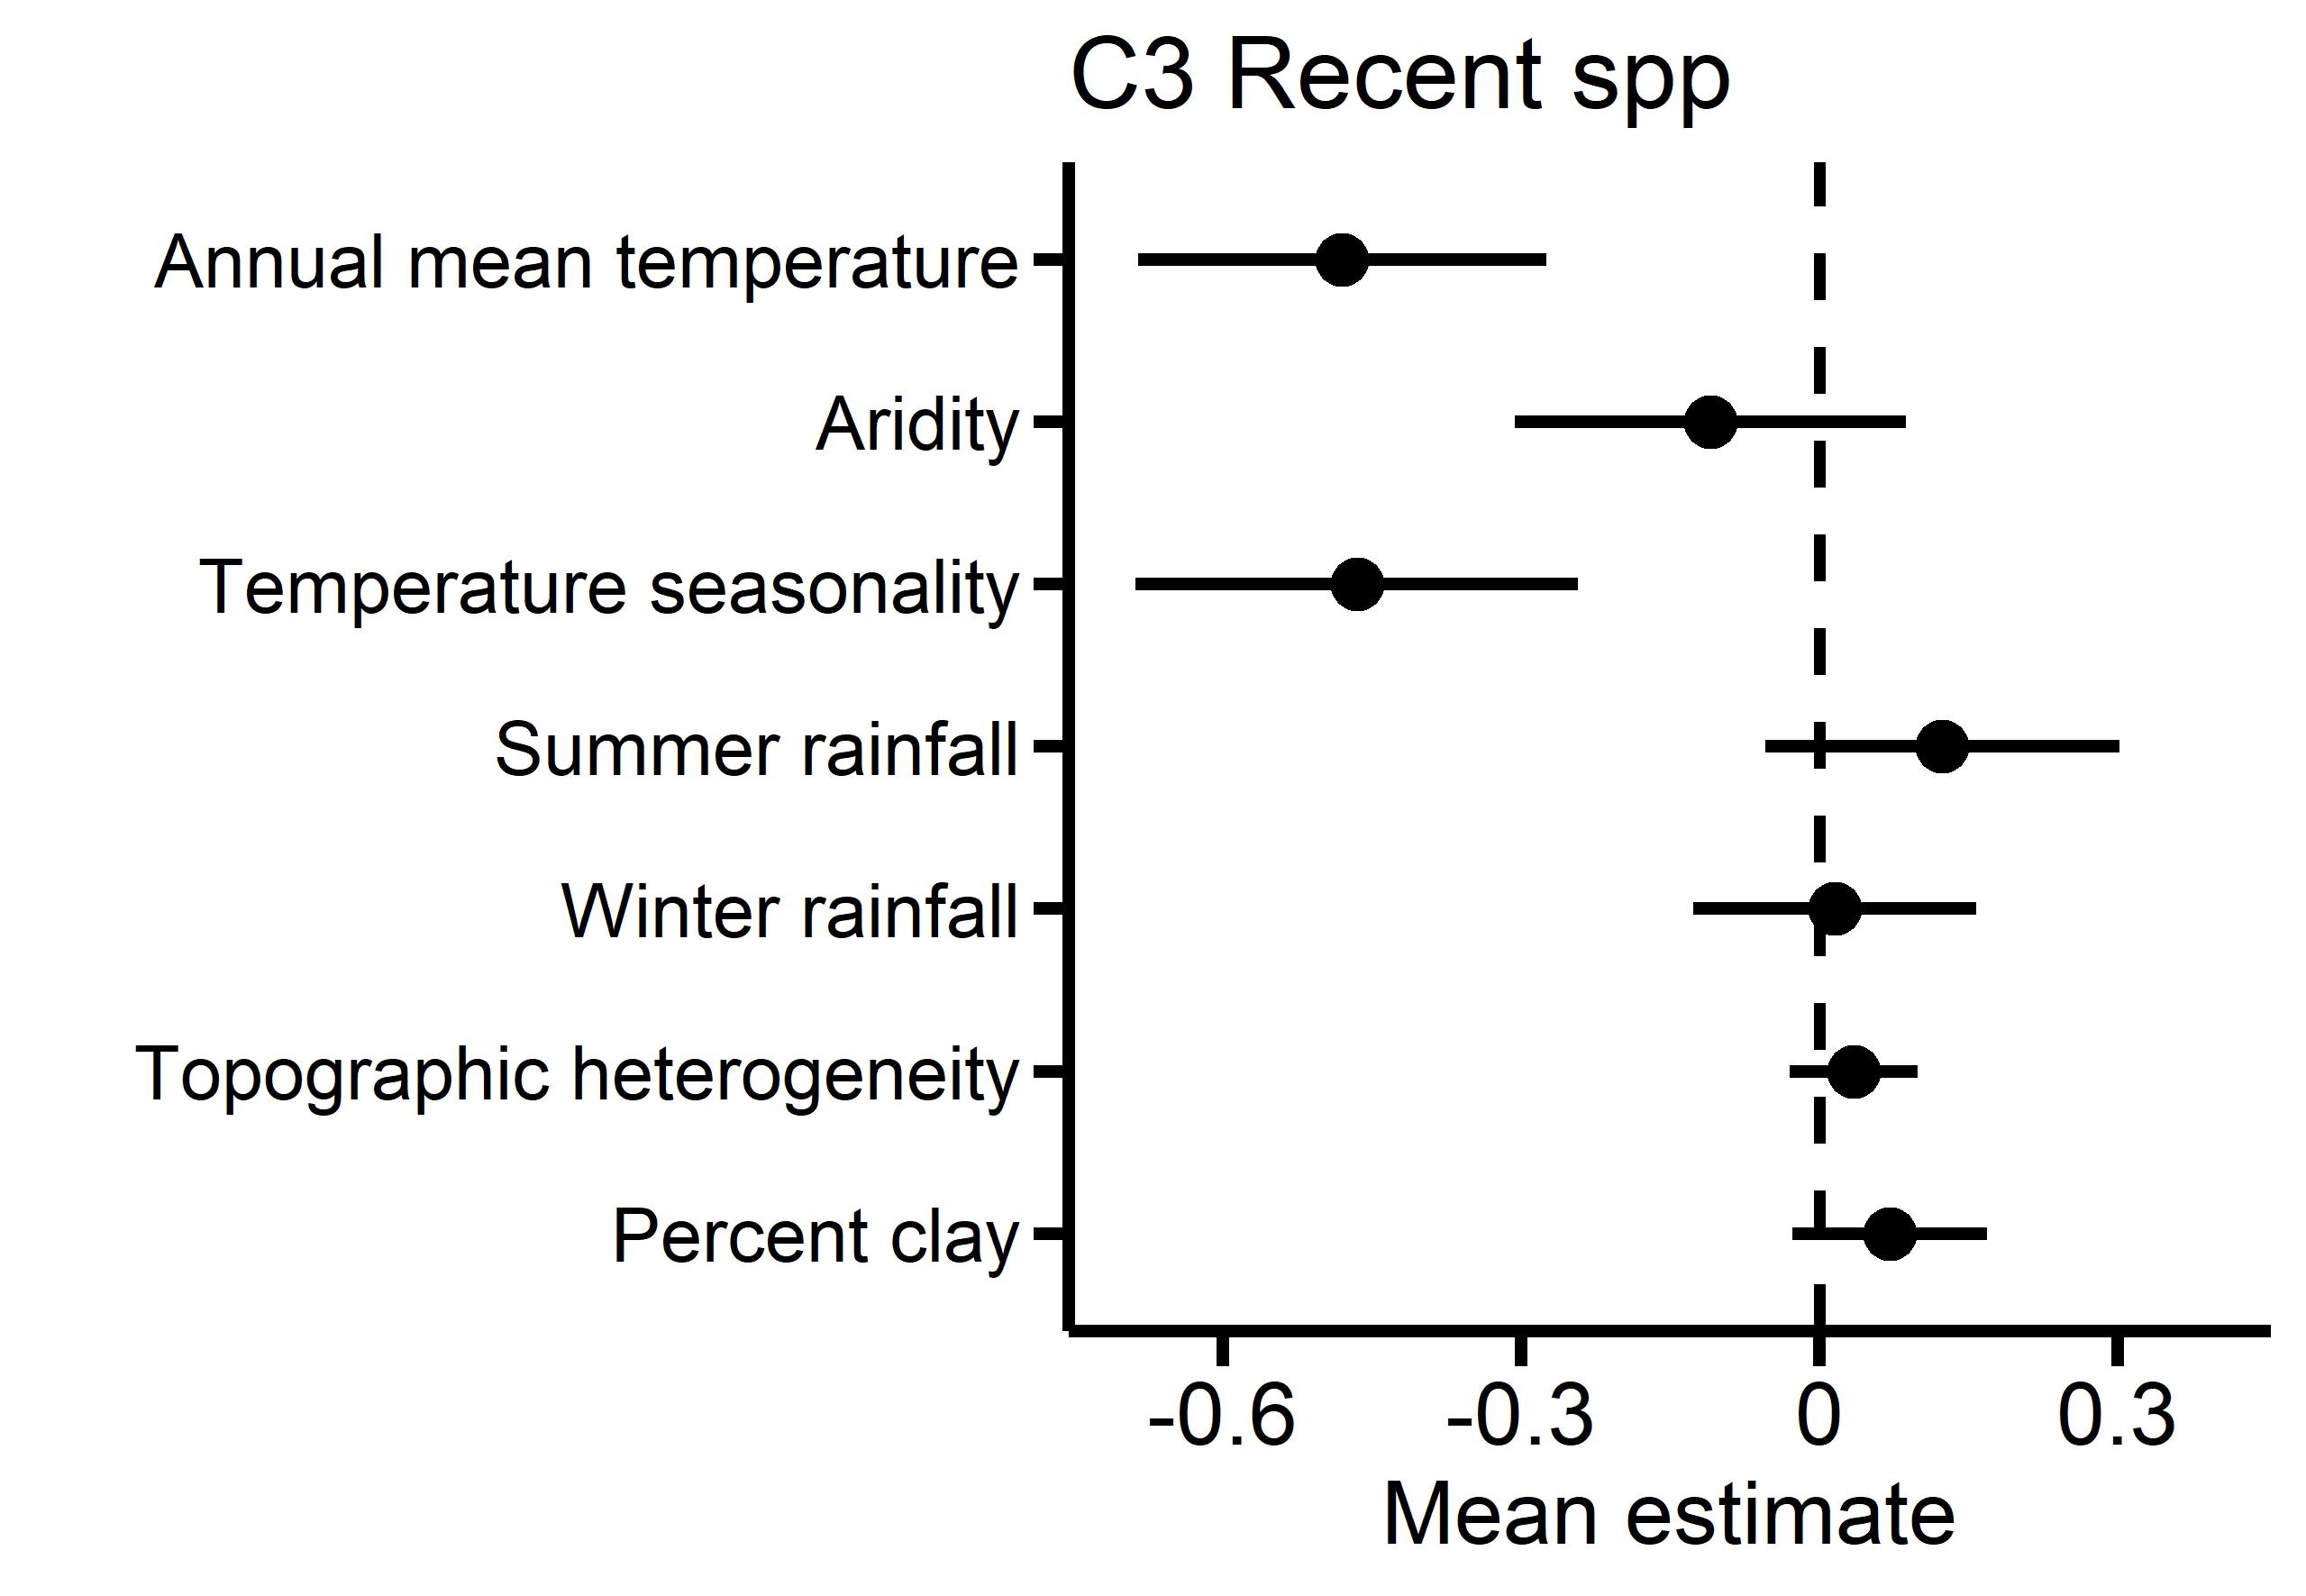 C3 Recent spp
Annual mean temperature
Aridity
Temperature seasonality
Summer rainfall
Winter rainfall
Topographic heterogeneity
Percent clay
-0.6 -0.3 0 0.3
Mean estimate